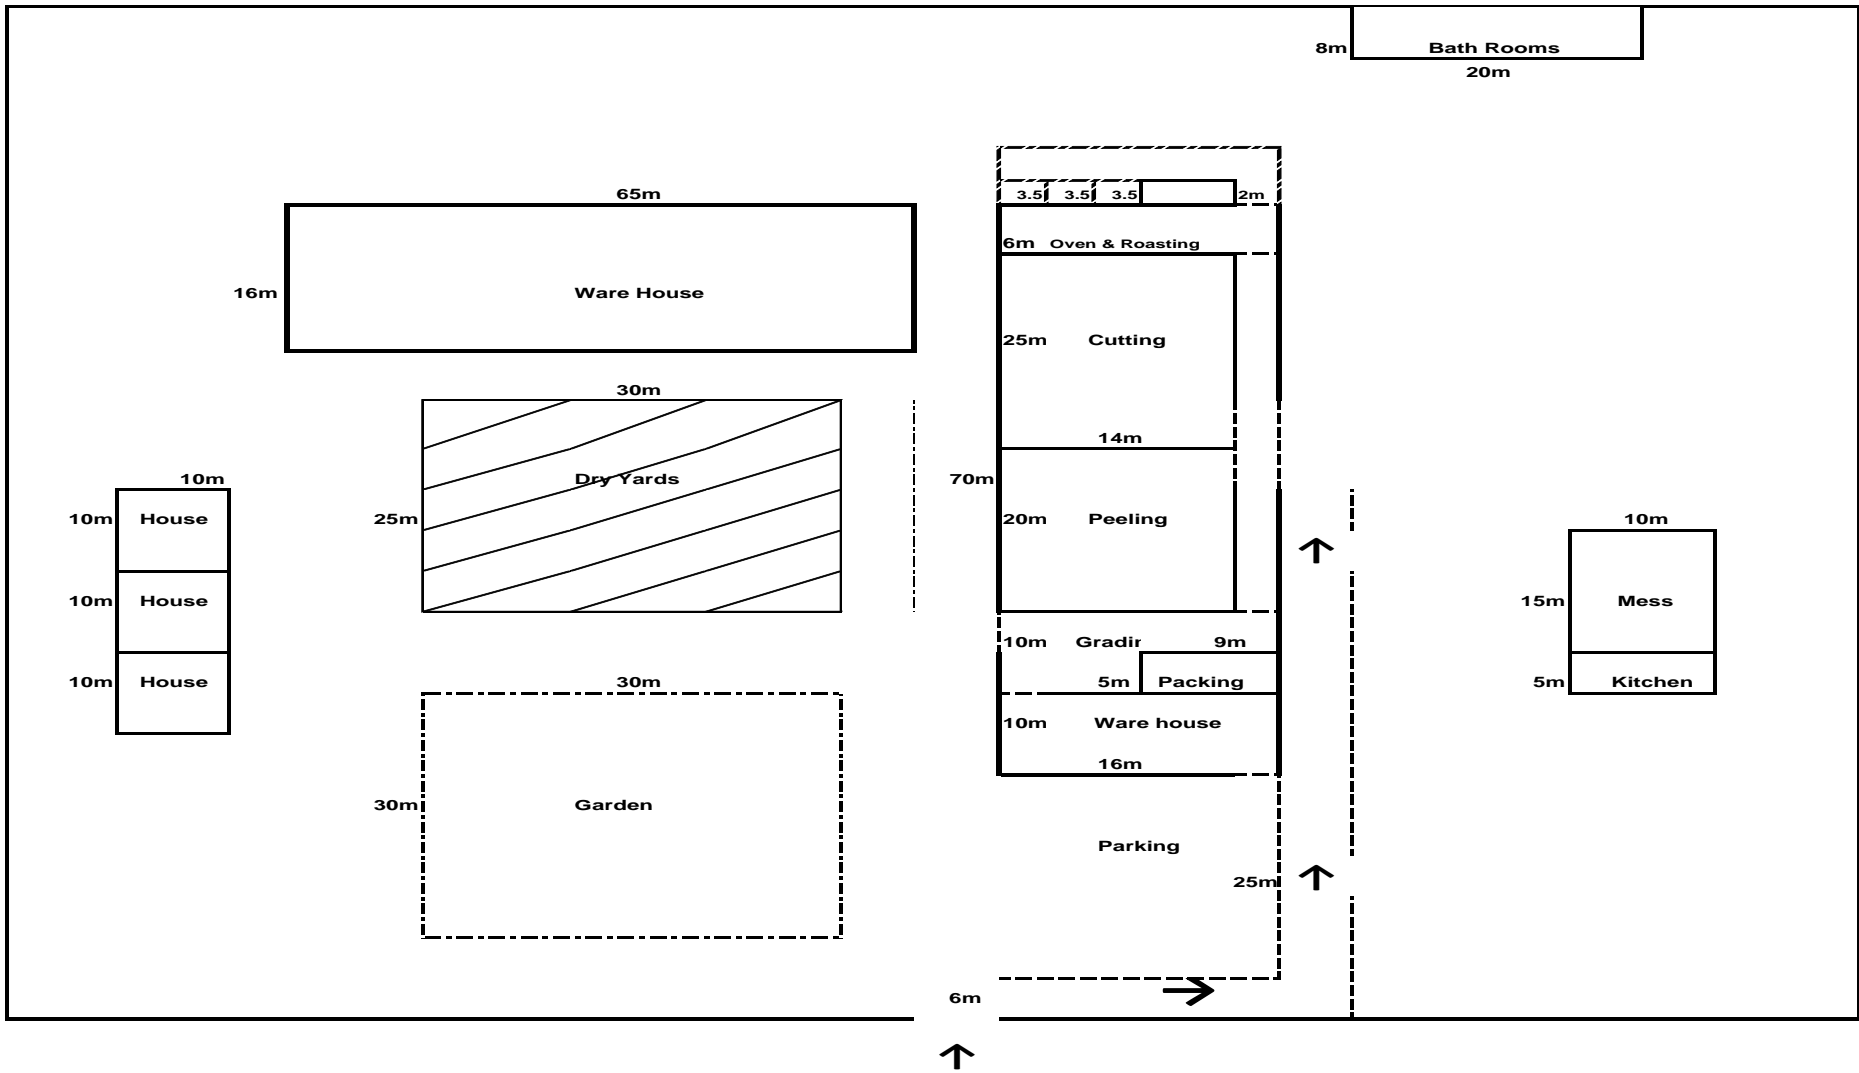 8m Bath Rooms
20m
65m
3.5 3.5 3.5 2m
6m Oven & Roasting
16m Ware House
25m Cutting
30m
14m
10m
Dry Yards
70m
10m House
25m
20m Peeling
10m
10m House
15m Mess
10m Gradir 9m
10m House
30m
5m Packing
5m Kitchen
10m Ware house
16m
30m Garden
Parking
25m
6m